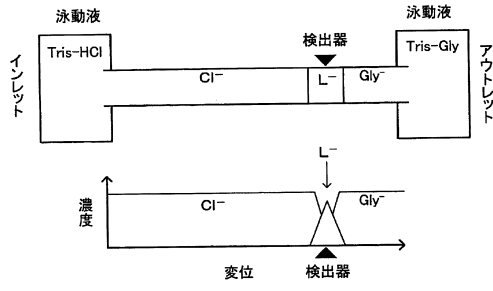 泳動液
泳動液
検出器
インレット
Tris-HCl
Cl⁻
L⁻
Gly⁻
Tris-Gly
アウトレット
L⁻
濃度
Cl⁻
Gly⁻
変位
検出器